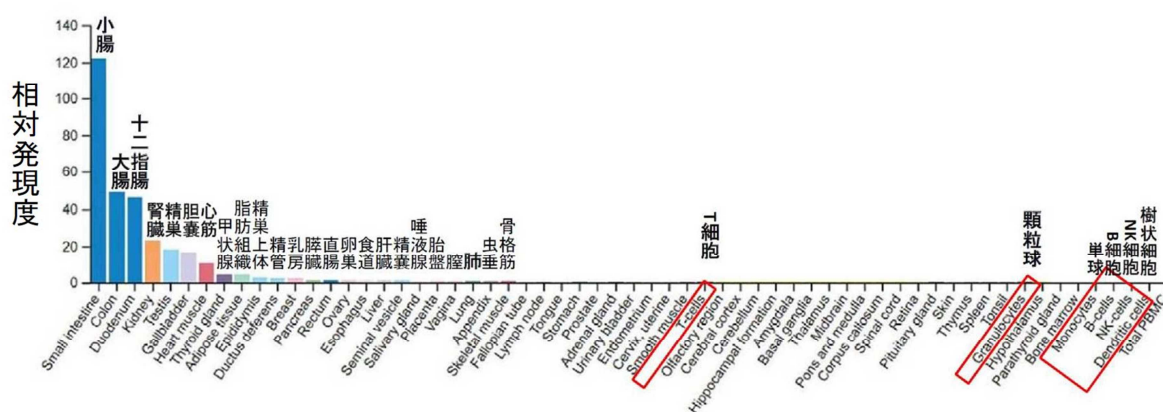 相対発現度
140
120
100
80
60
40
20
0
小腸
大腸
十二指腸
腎臓
精巣
胆嚢
心筋
甲状腺
脂肪組織
精巣上体
精管
乳房
膵臓
直腸
卵巣
食道
肝臓
精嚢
唾液腺
胎盤
膣
肺
虫垂
骨格筋
T細胞
顆粒球
単球
B細胞
NK細胞
樹状細胞
Small intestine
Colon
Duodenum
Kidney
Testis
Gallbladder
Heart muscle
Thyroid gland
Adipose tissue
Epididymis
Ductus deferens
Breast
Pancreas
Rectum
Ovary
Esophagus
Liver
Seminal vesicle
Salivary gland
Placenta
Vagina
Lung
Appendix
Skeletal muscle
Fallopian tube
Lymph node
Tongue
Stomach
Prostate
Adrenal gland
Urinary bladder
Endometrium
Cervix, uterine
Smooth muscle
T-cells
Olfactory region
Cerebral cortex
Cerebellum
Hippocampal formation
Amygdala
Basal ganglia
Thalamus
Midbrain
Pons and medulla
Corpus callosum
Spinal cord
Retina
Pituitary gland
Skin
Thymus
Spleen
Tonsil
Granulocytes
Hypothalamus
Parathyroid gland
Bone marrow
Monocytes
B-cells
NK-cells
Dendritic cells
Total PBMC